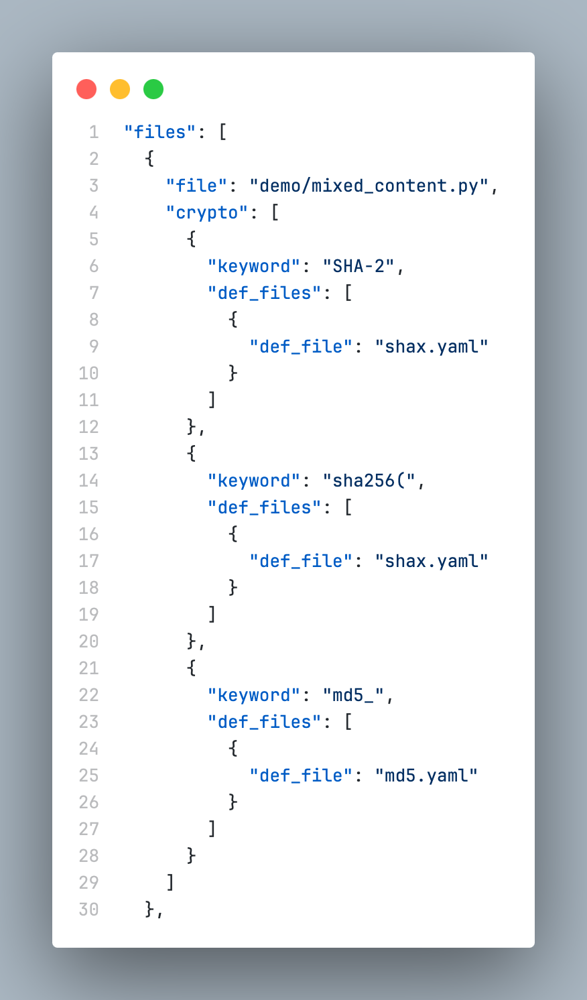 1 "files": [
2 {
3 "file": "demo/mixed_content.py",
4 "crypto": [
5 {
6 "keyword": "SHA-2",
7 "def_files": [
8 {
9 "def_file": "shax.yaml"
10 }
11 ]
12 },
13 {
14 "keyword": "sha256(",
15 "def_files": [
16 {
17 "def_file": "shax.yaml"
18 }
19 ]
20 },
21 {
22 "keyword": "md5_",
23 "def_files": [
24 {
25 "def_file": "md5.yaml"
26 }
27 ]
28 }
29 ]
30 },